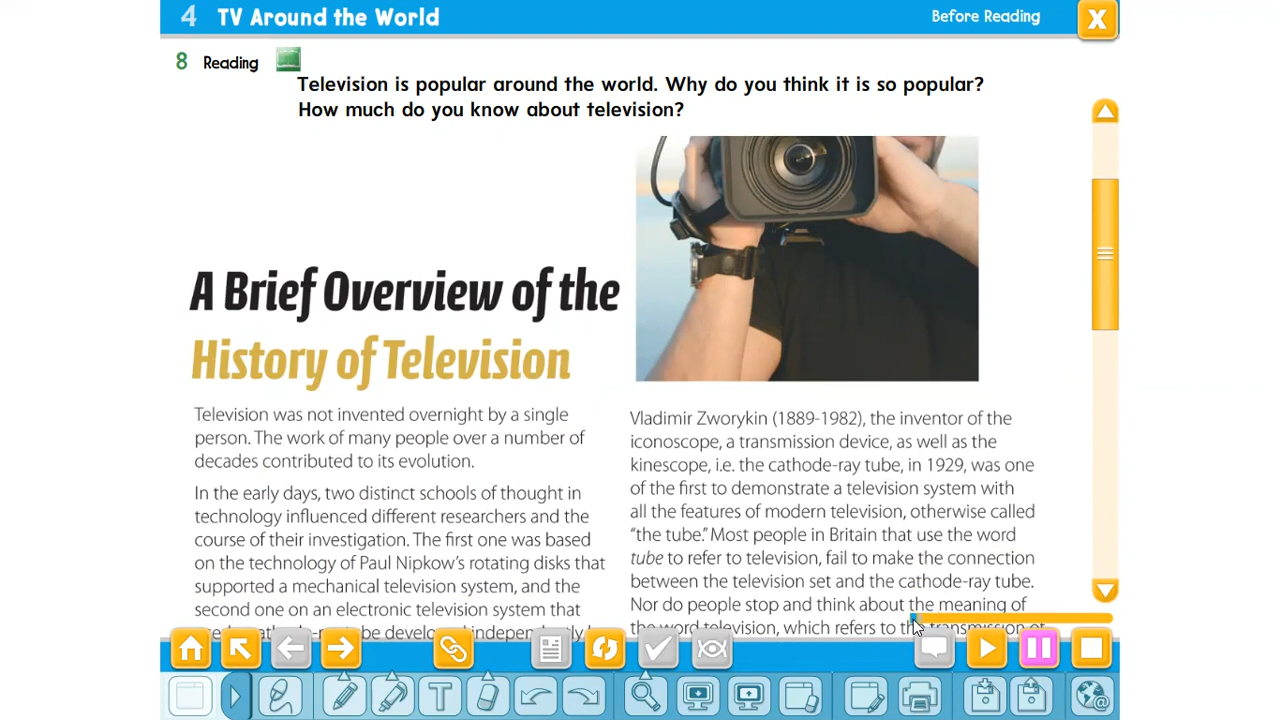 4 TV Around the World
Before Reading
X
8 Reading
Television is popular around the world. Why do you think it is so popular?
How much do you know about television?
A Brief Overview of the
History of Television
Television was not invented overnight by a single
person. The work of many people over a number of
decades contributed to its evolution.
In the early days, two distinct schools of thought in
technology influenced different researchers and the
course of their investigation. The first one was based
on the technology of Paul Nipkow's rotating disks that
supported a mechanical television system, and the
second one on an electronic television system that
be developed independently
Vladimir Zworykin (1889-1982), the inventor of the
iconoscope, a transmission device, as well as the
kinescope, i.e. the cathode-ray tube, in 1929, was one
of the first to demonstrate a television system with
all the features of modern television, otherwise called
"the tube." Most people in Britain that use the word
tube to refer to television, fail to make the connection
between the television set and the cathode-ray tube.
Nor do people stop and think about the meaning of
the word television, which refers to the transmission of
T